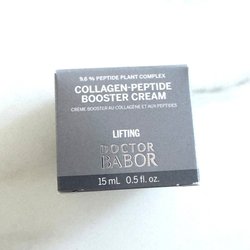 9.6 % PEPTIDE PLANT COMPLEX
COLLAGEN-PEPTIDE
BOOSTER CREAM
CRÈME BOOSTER AU COLLAGÈNE ET AUX PEPTIDES
LIFTING
DOCTOR
BABOR
15 mL 0.5 fl. oz.